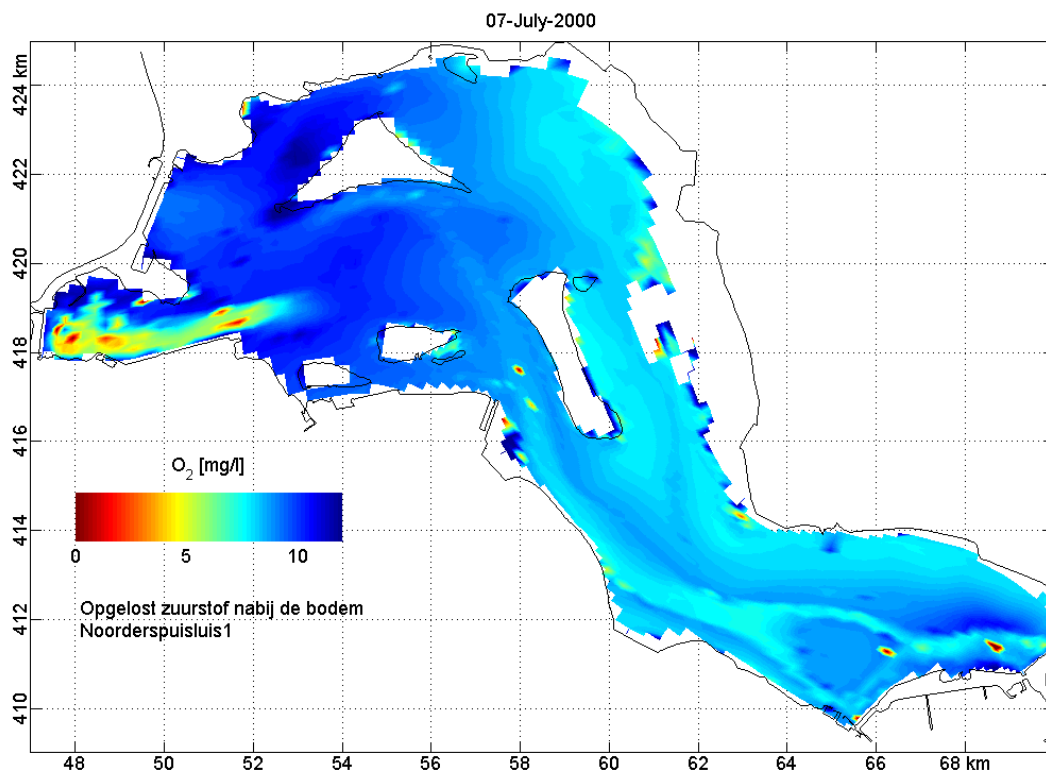 07-July-2000
424 km
422
420
418
416
414
412
410
O2 [mg/l]
0 5 10
Opgelost zuurstof nabij de bodem
Noorderspuisluis1
48 50 52 54 56 58 60 62 64 66 68 km